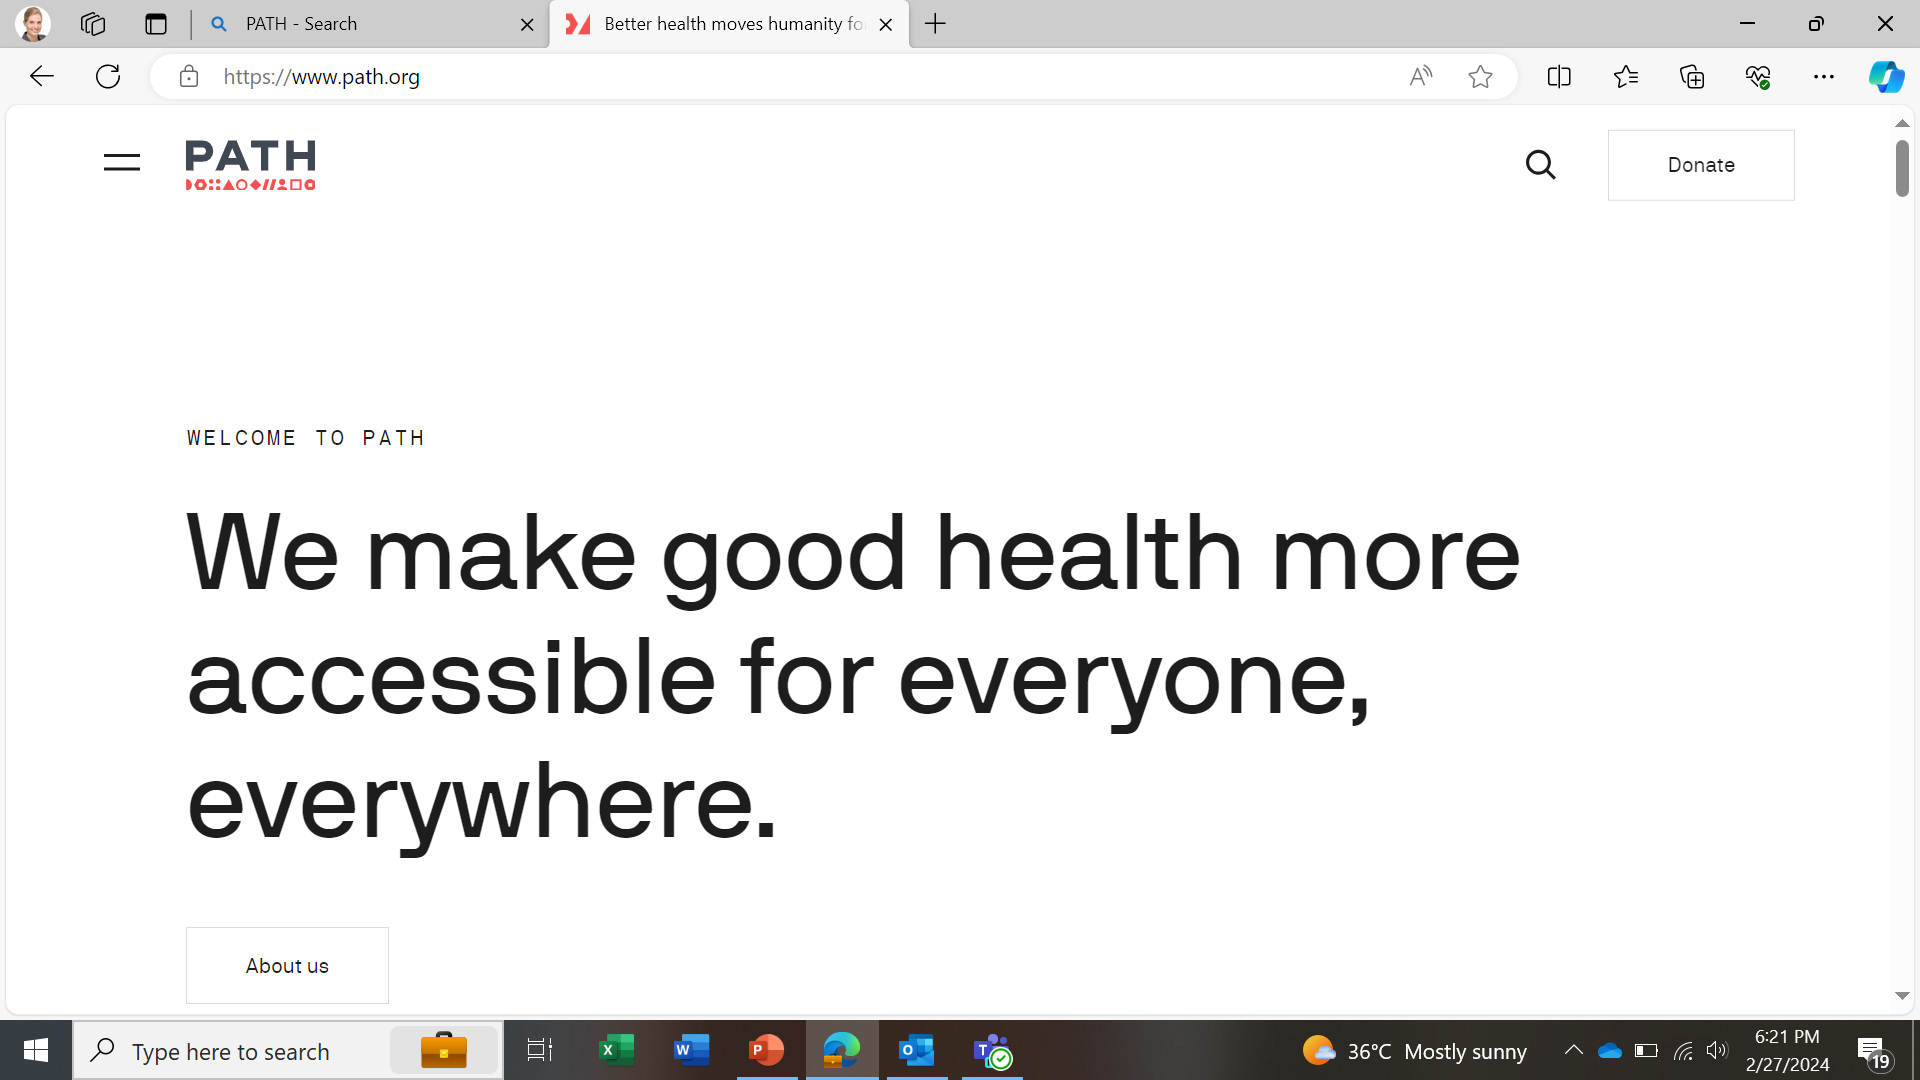 PATH - Search
Better health moves humanity fo
https://www.path.org
PATH
Donate
WELCOME TO PATH
We make good health more
accessible for everyone,
everywhere.
About us
Type here to search
36°C Mostly sunny
6:21 PM
2/27/2024
19